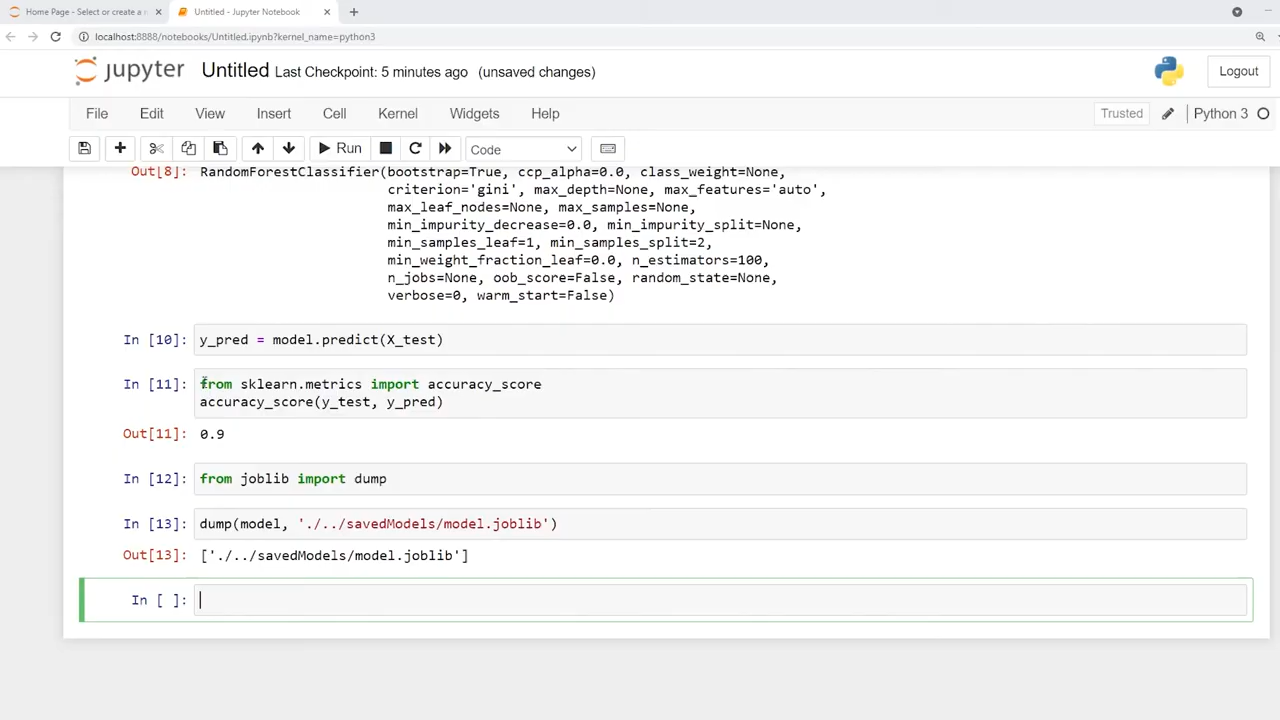 Home Page - Select or create a n
Untitled - Jupyter Notebook
localhost:8888/notebooks/Untitled.ipynb?kernel_name=python3
jupyter Untitled Last Checkpoint: 5 minutes ago (unsaved changes)
Logout
File Edit View Insert Cell Kernel Widgets Help
Trusted
Python 3
Run
Code
Out[8]: RandomForestClassifier(bootstrap=True, ccp_alpha=0.0, class_weight=None,
criterion='gini', max_depth=None, max_features='auto',
max_leaf_nodes=None, max_samples=None,
min_impurity_decrease=0.0, min_impurity_split=None,
min_samples_leaf=1, min_samples_split=2,
min_weight_fraction_leaf=0.0, n_estimators=100,
n_jobs=None, oob_score=False, random_state=None,
verbose=0, warm_start=False)
In [10]: y_pred = model.predict(X_test)
In [11]: from sklearn.metrics import accuracy_score
accuracy_score(y_test, y_pred)
Out[11]: 0.9
In [12]: from joblib import dump
In [13]: dump(model, './../savedModels/model.joblib')
Out[13]: ['./../savedModels/model.joblib']
In [ ]: